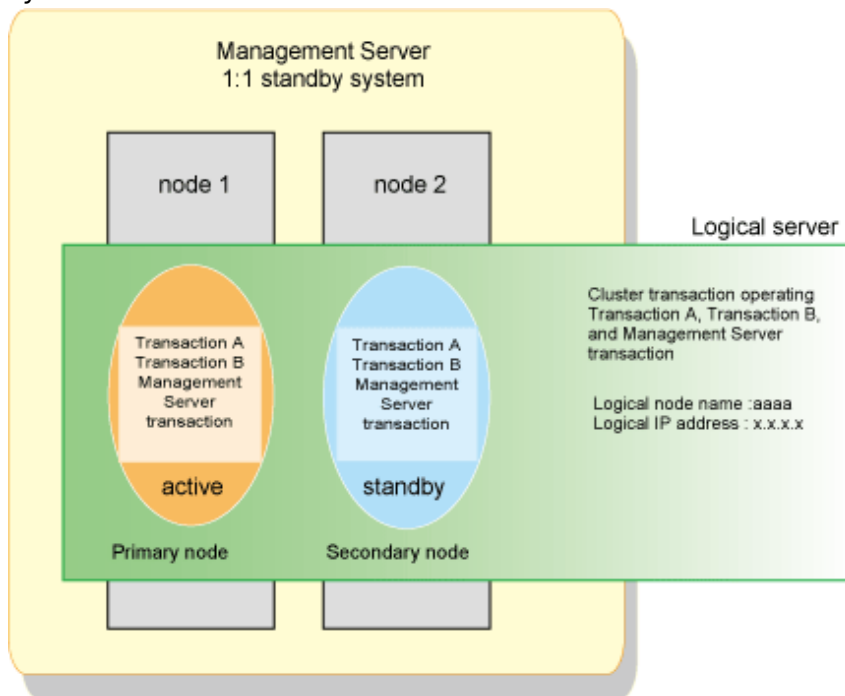 Management Server
1:1 standby system
node 1
node 2
Logical server
Transaction A
Transaction B
Management
Server
transaction
active
Primary node
Transaction A
Transaction B
Management
Server
transaction
standby
Secondary node
Cluster transaction operating
Transaction A, Transaction B,
and Management Server
transaction
Logical node name :aaaa
Logical IP address : x.x.x.x